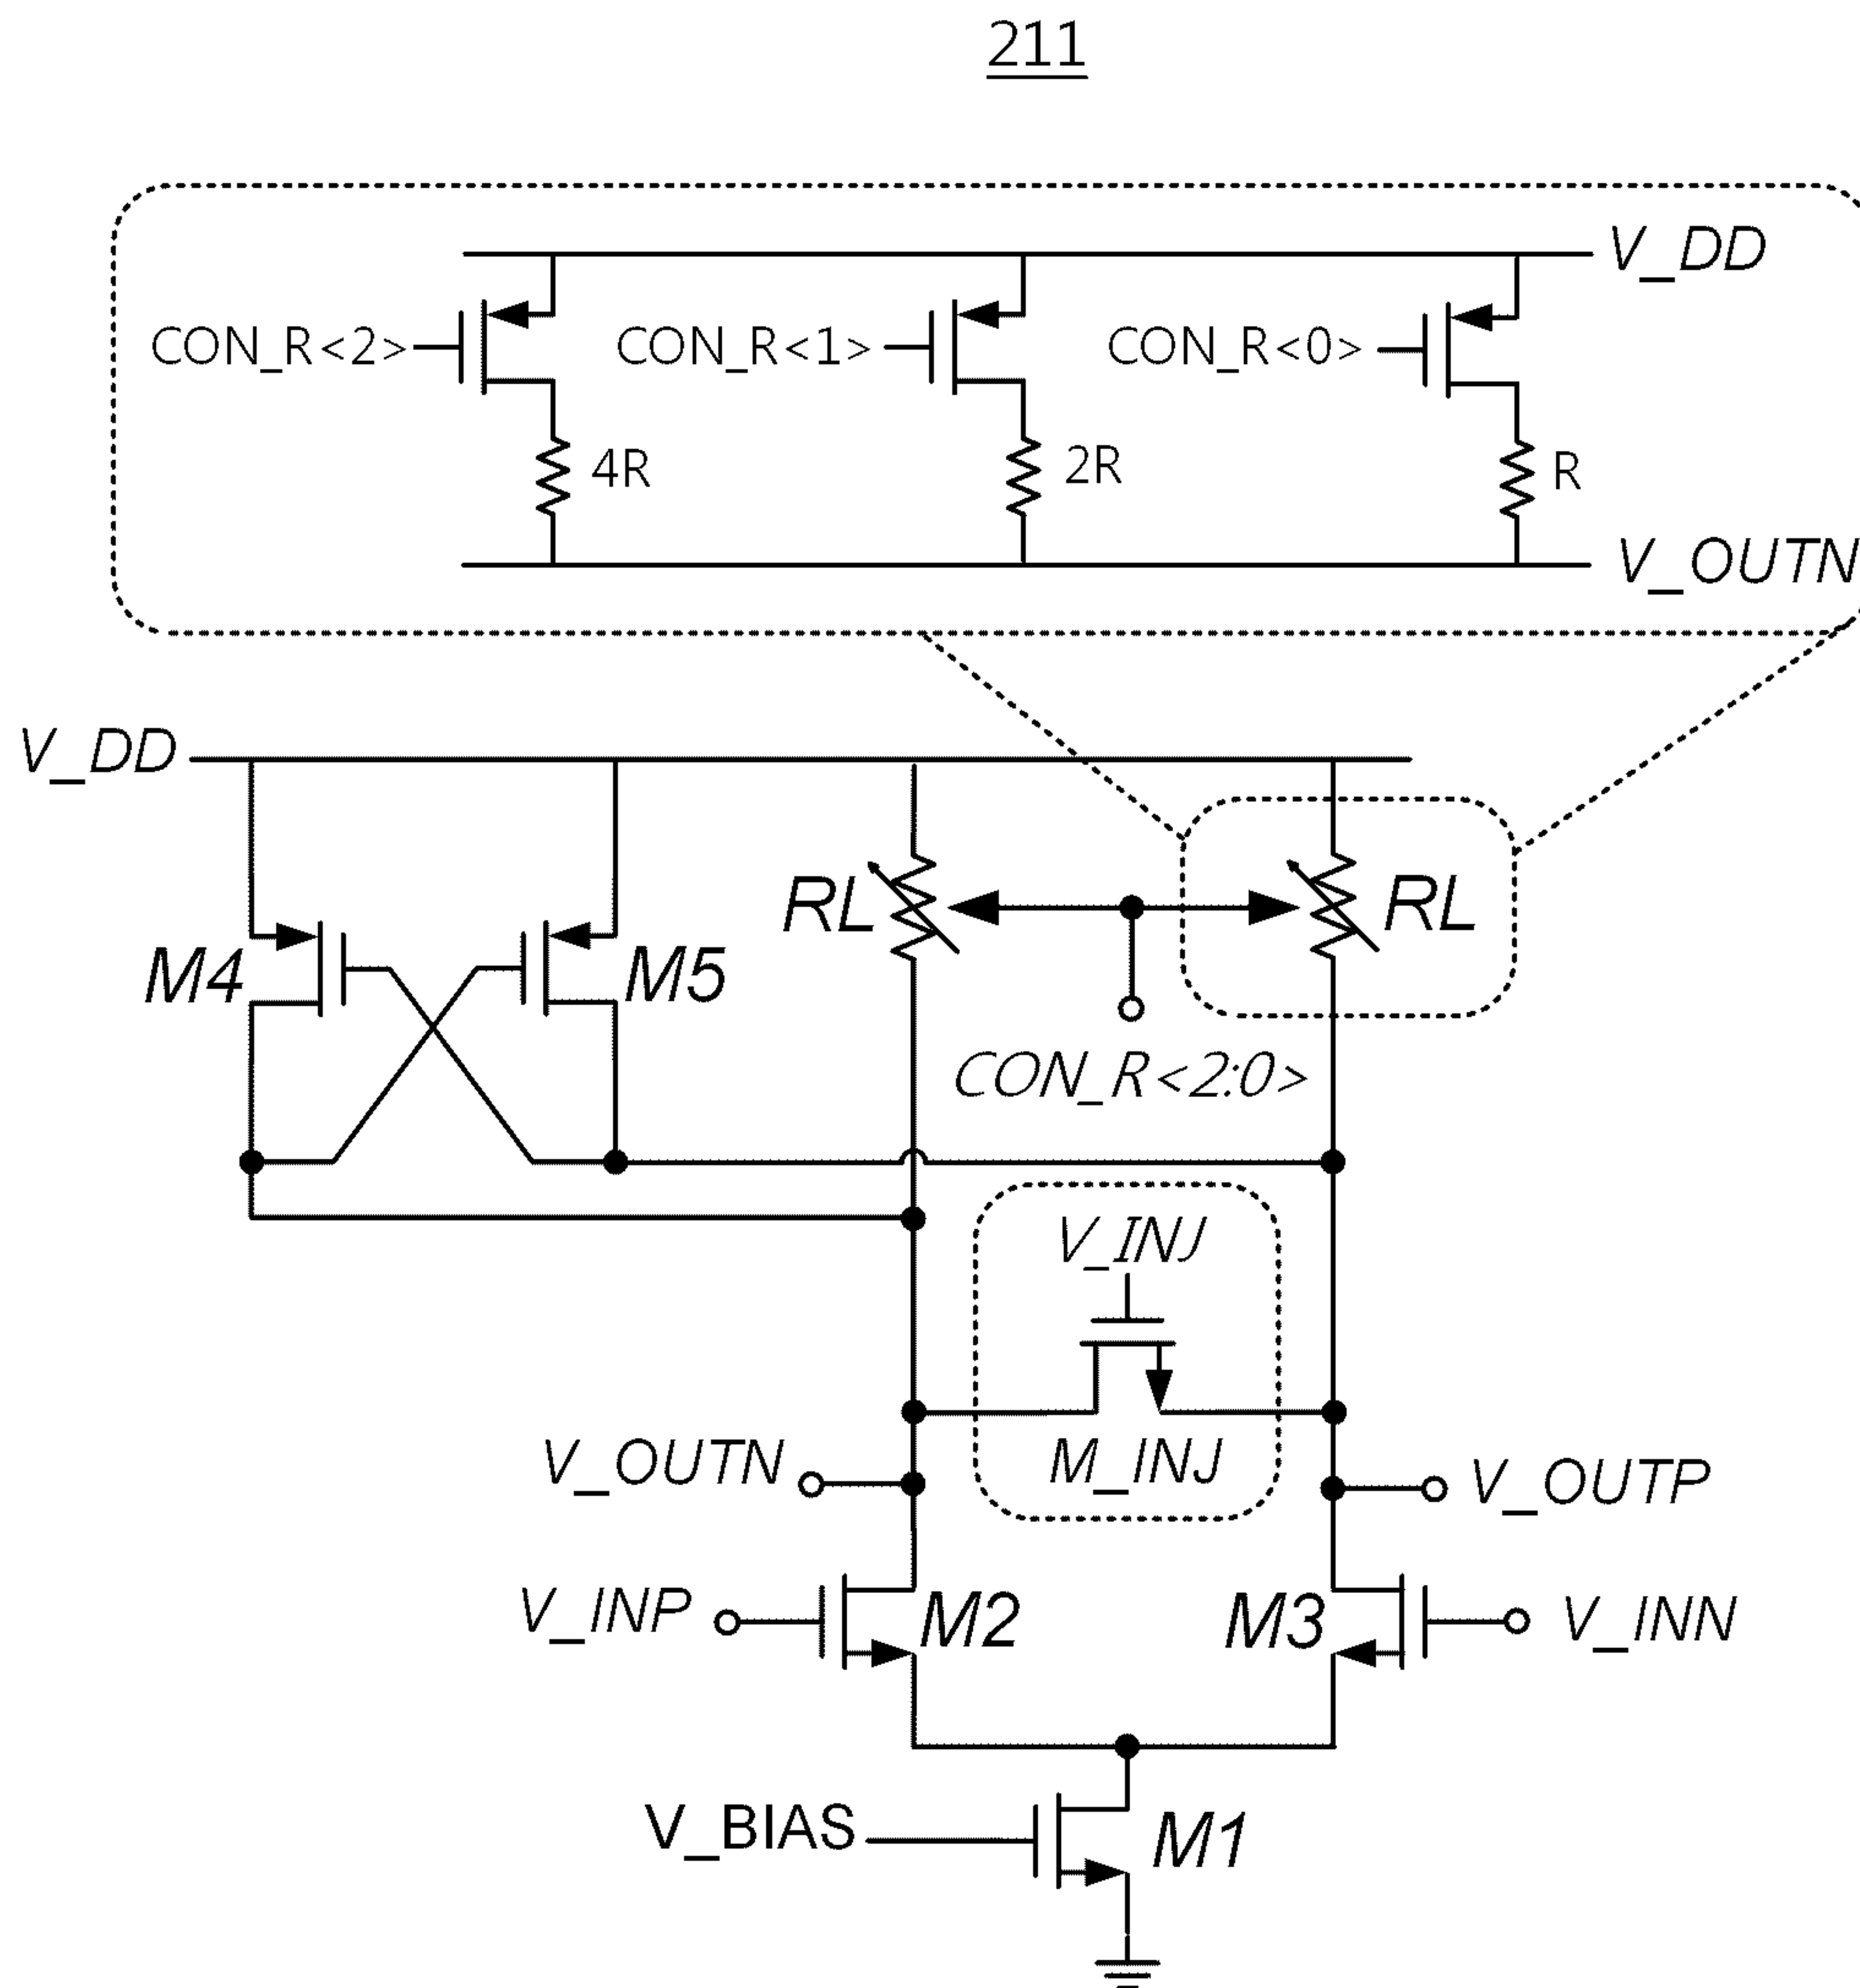 211
V_DD
CON_R<2>
CON_R<1>
CON_R<0>
4R
2R
R
V_OUTN
V_DD
RL
RL
M4
M5
CON_R<2:0>
V_INJ
M_INJ
V_OUTN
V_OUTP
V_INP
M2
M3
V_INN
V_BIAS
M1